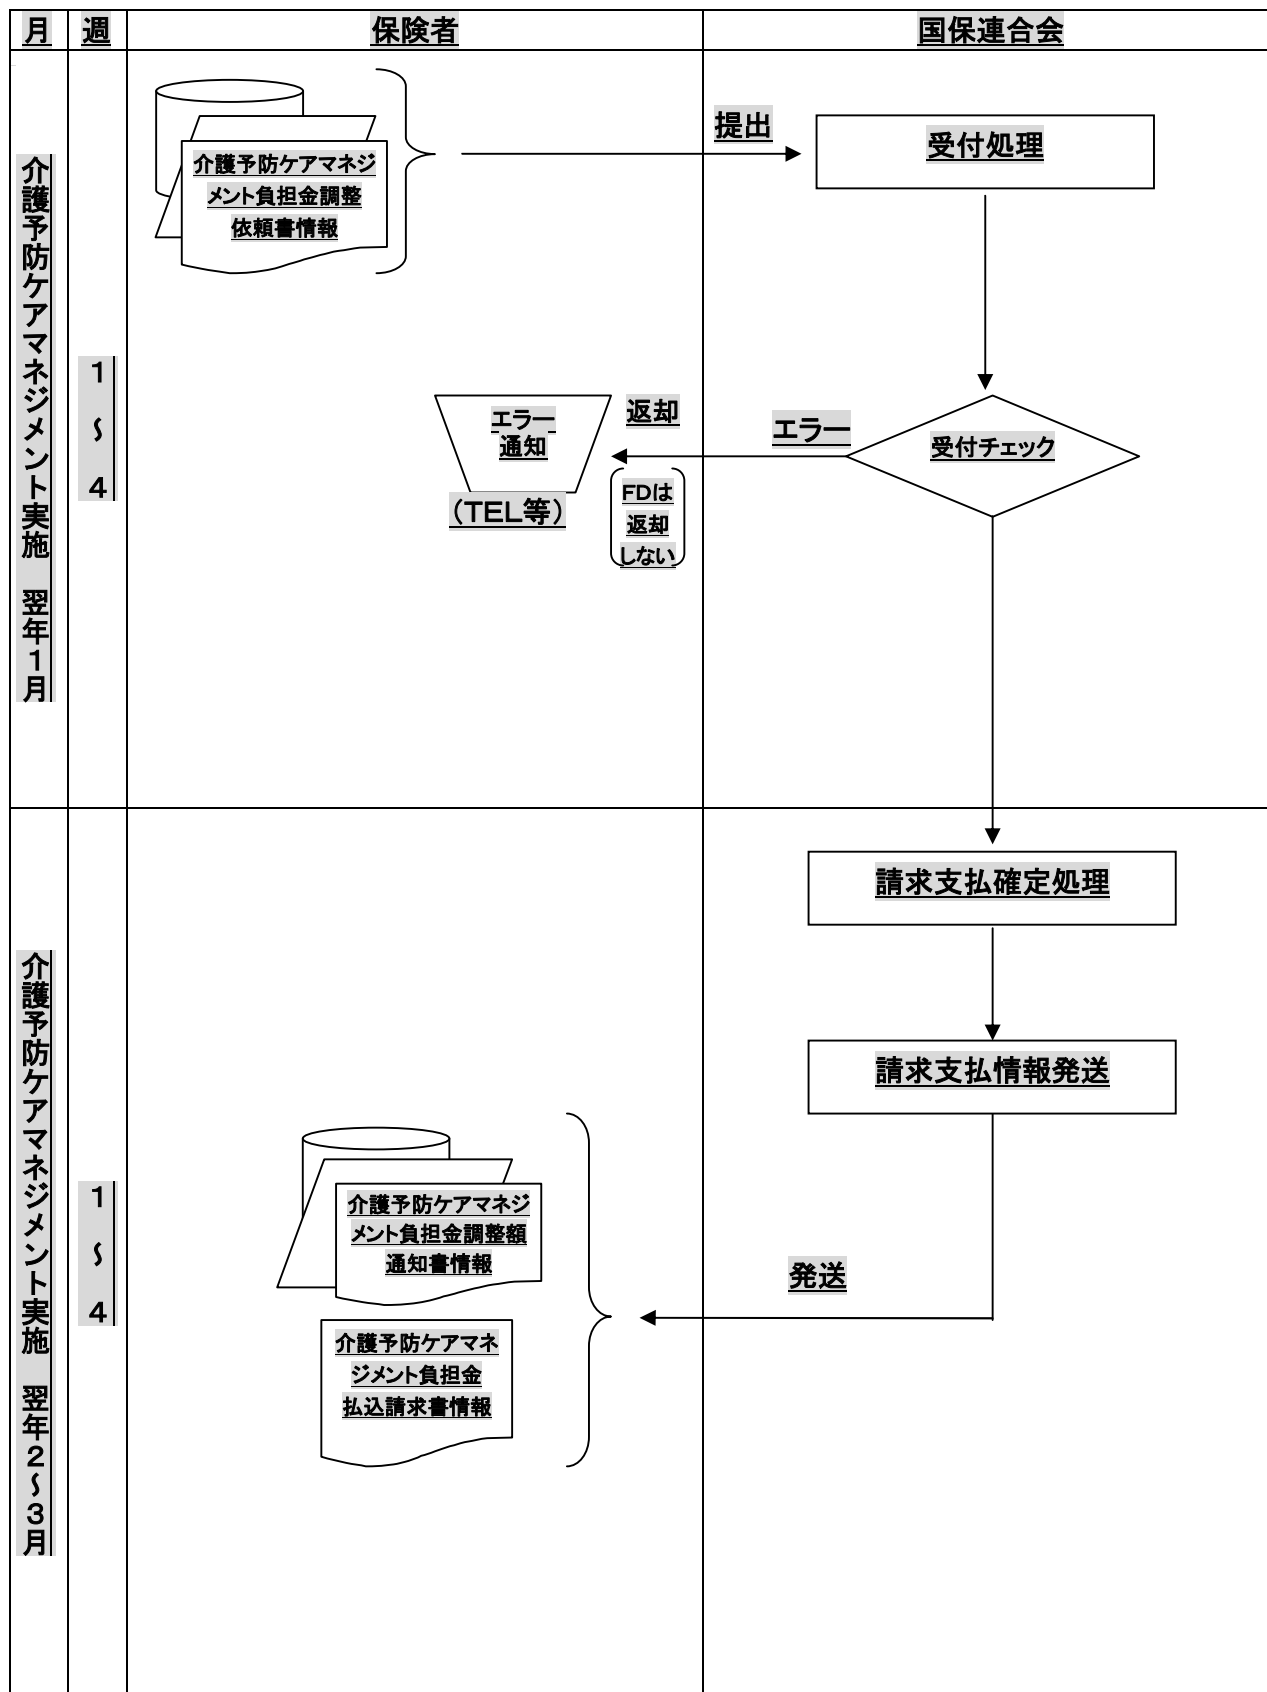 月 週 保険者 国保連合会
介護予防ケアマネジメント実施 翌年1月
1～4
介護予防ケアマネジ
メント負担金調整
依頼書情報
提出
受付処理
受付チェック
エラー
返却
エラー
通知
（TEL等）
FDは
返却
しない
介護予防ケアマネジメント実施 翌年2～3月
1～4
請求支払確定処理
請求支払情報発送
発送
介護予防ケアマネジ
メント負担金調整額
通知書情報
介護予防ケアマネ
ジメント負担金
払込請求書情報